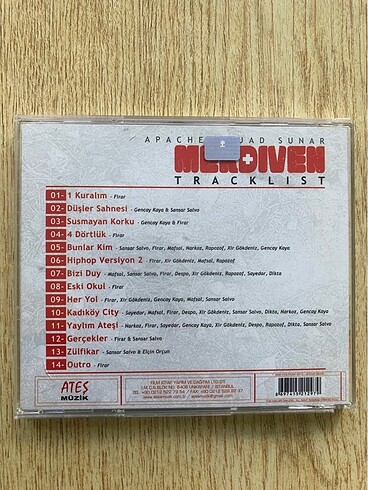 APACHE SQUAD SUNAR
MERDIVEN
TRACKLIST
01- 1 Kuralım - Firar
02- Düşler Sahnesi - Gencay Kaya & Sansar Salvo
03- Susmayan Korku - Gencay Kaya & Firar
04- 4 Dörtlük - Firar
05- Bunlar Kim - Sansar Salvo, Firar, Mafsal, Narkoz, Rapozof, Xir Gökdeniz, Gencay Kaya
06- Hiphop Versiyon 2 - Firar, Xir Gökdeniz, Mafsal, Rapozof
07- Bizi Duy - Mafsal, Sansar Salvo, Firar, Despo, Xir Gökdeniz, Rapozof, Sayedar, Dikta
08- Eski Okul - Firar
09- Her Yol - Firar, Xir Gökdeniz, Gencay Kaya, Mafsal, Sansar Salvo
10- Kadıköy City - Sayedar, Mafsal, Firar, Despo, Xir Gökdeniz, Sansar Salvo, Dikta, Narkoz, Gencay Kaya
11- Yaylım Ateşi - Narkoz, Firar, Sansar Salvo, Gencay Kaya, Xir Gökdeniz, Despo, Rapozof, Dikta, Sansar Salvo
12- Gerçekler - Firar & Sansar Salvo
13- Zülfikar - Sansar Salvo & Elçin Orçun
14- Outro - Firar
ATEŞ
MÜZİK